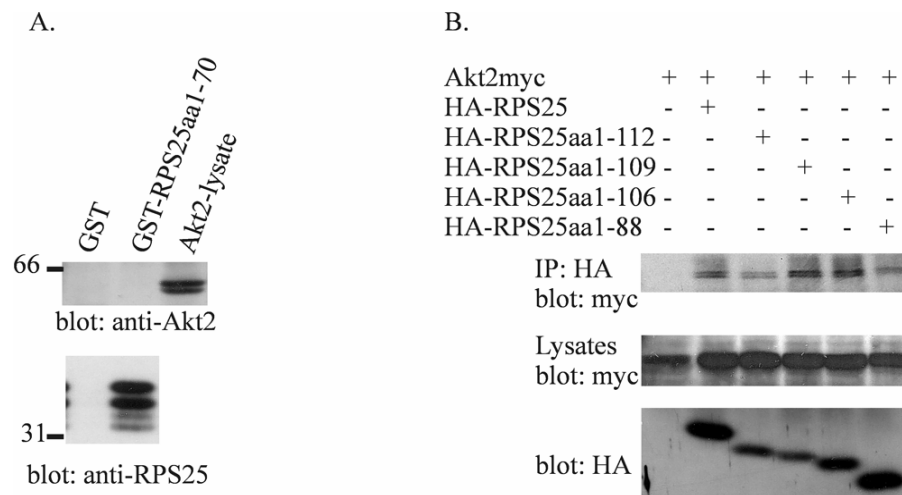 A.
GST
GST-RPS25aa1-70
Akt2-lysate
66
blot: anti-Akt2
31
blot: anti-RPS25
B.
Akt2myc + + + + + +
HA-RPS25 - + - - - -
HA-RPS25aa1-112 - - + - - -
HA-RPS25aa1-109 - - - + - -
HA-RPS25aa1-106 - - - - + -
HA-RPS25aa1-88 - - - - - +
IP: HA
blot: myc
Lysates
blot: myc
blot: HA